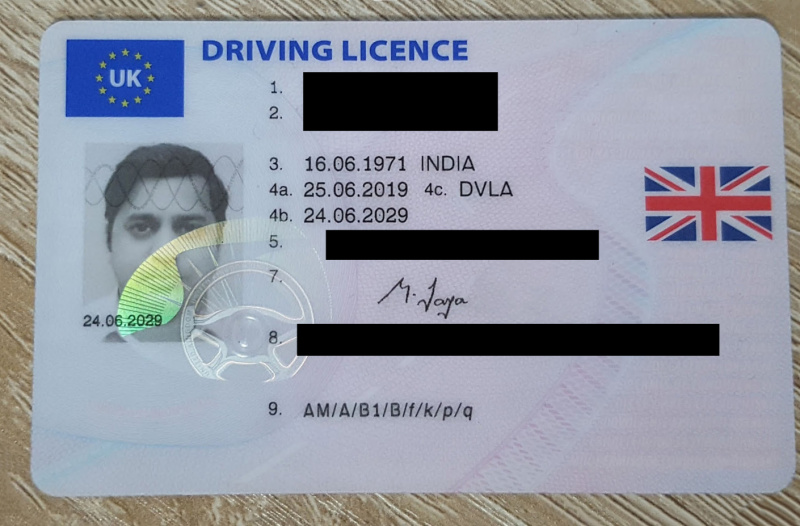 UK
DRIVING LICENCE
1.
2.
3. 16.06.1971 INDIA
4a. 25.06.2019 4c. DVLA
4b. 24.06.2029
5.
7. M. Jaya
24.06.2029
8.
9. AM/A/B1/B/f/k/p/q